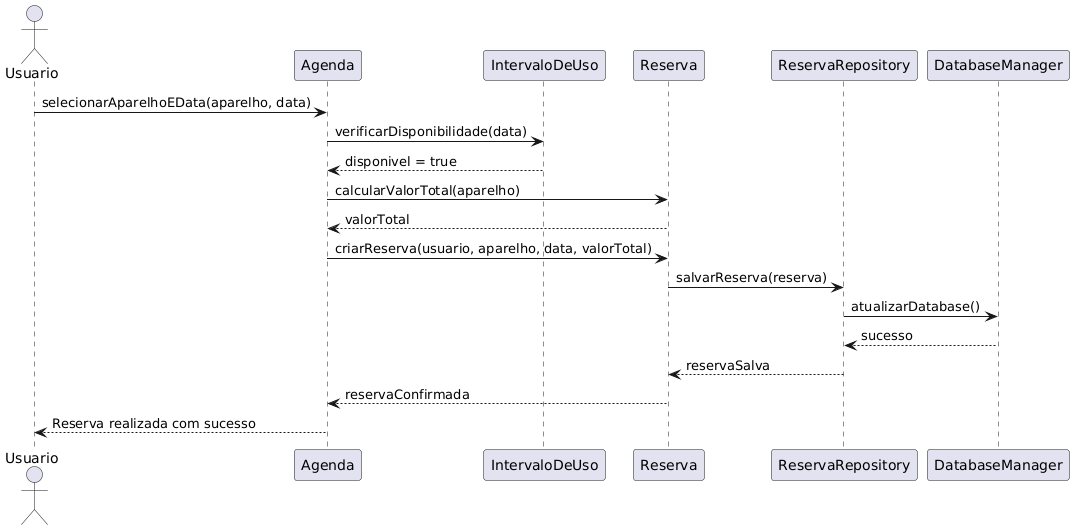 Usuario
Agenda
IntervaloDeUso
Reserva
ReservaRepository
DatabaseManager
selecionarAparelhoEData(aparelho, data)
verificarDisponibilidade(data)
disponivel = true
calcularValorTotal(aparelho)
valorTotal
criarReserva(usuario, aparelho, data, valorTotal)
salvarReserva(reserva)
atualizarDatabase()
sucesso
reservaSalva
reservaConfirmada
Reserva realizada com sucesso
Usuario
Agenda
IntervaloDeUso
Reserva
ReservaRepository
DatabaseManager